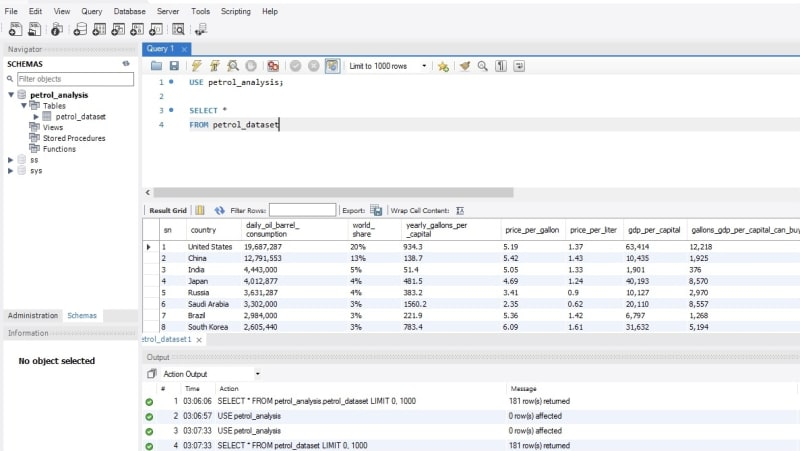 File Edit View Query Database Server Tools Scripting Help
Navigator
SCHEMAS
Filter objects
petrol_analysis
Tables
petrol_dataset
Views
Stored Procedures
Functions
ss
sys
Administration Schemas
Information
No object selected
Query 1
Limit to 1000 rows
1 USE petrol_analysis;
2
3 SELECT *
4 FROM petrol_dataset
Result Grid Filter Rows: Export: Wrap Cell Content:
sn country daily_oil_barrel_consumption world_share yearly_gallons_per_capital price_per_gallon price_per_liter gdp_per_capital gallons_gdp_per_capital_can_buy
1 United States 19,687,287 20% 934.3 5.19 1.37 63,414 12,218
2 China 12,791,553 13% 138.7 5.42 1.43 10,435 1,925
3 India 4,443,000 5% 51.4 5.05 1.33 1,901 376
4 Japan 4,012,877 4% 481.5 4.69 1.24 40,193 8,570
5 Russia 3,631,287 4% 383.2 3.41 0.9 10,127 2,970
6 Saudi Arabia 3,302,000 3% 1560.2 2.35 0.62 20,110 8,557
7 Brazil 2,984,000 3% 221.9 5.36 1.42 6,797 1,268
8 South Korea 2,605,440 3% 783.4 6.09 1.61 31,632 5,194
etrol_dataset1
Output
Action Output
# Time Action Message
1 03:06:06 SELECT * FROM petrol_analysis.petrol_dataset LIMIT 0, 1000 181 row(s) returned
2 03:06:57 USE petrol_analysis 0 row(s) affected
3 03:07:33 USE petrol_analysis 0 row(s) affected
4 03:07:33 SELECT * FROM petrol_dataset LIMIT 0, 1000 181 row(s) returned